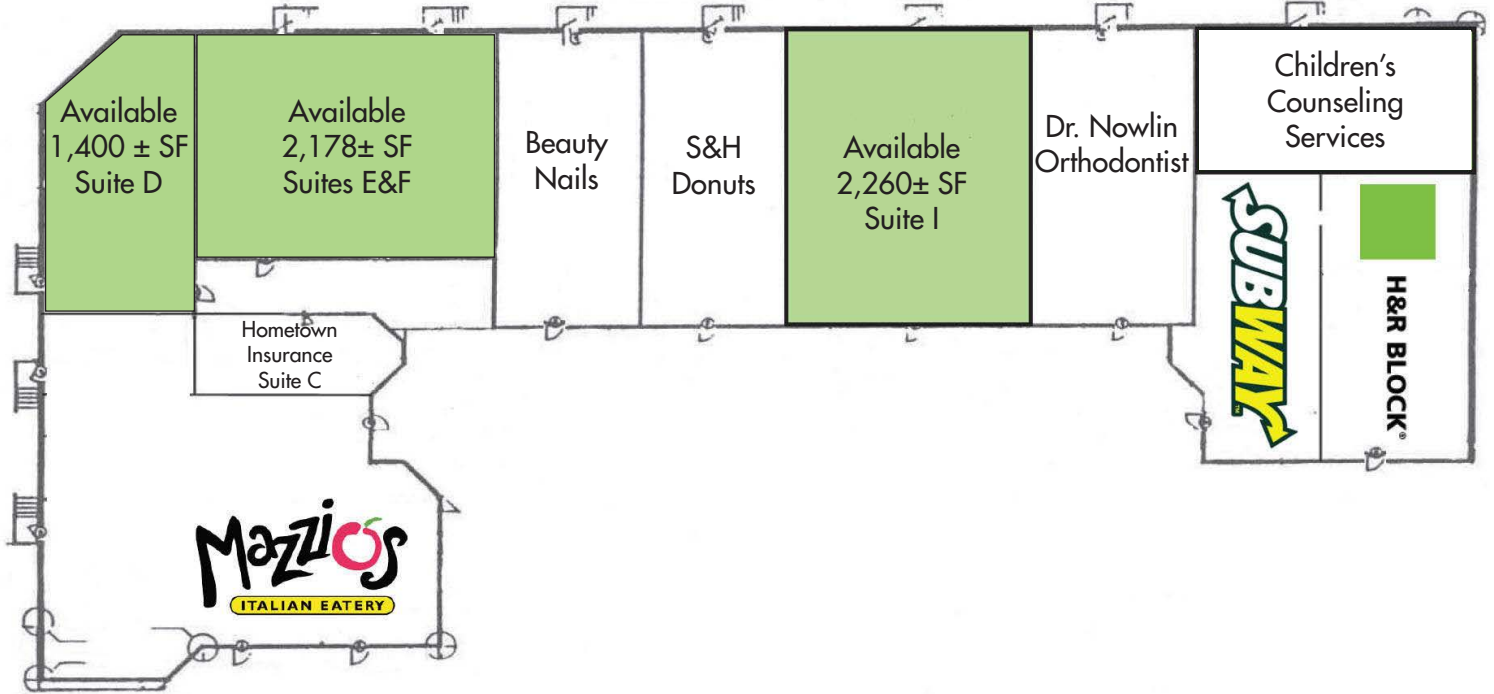 Available
1,400 ± SF
Suite D
Available
2,178± SF
Suites E&F
Beauty
Nails
S&H
Donuts
Available
2,260± SF
Suite I
Dr. Nowlin
Orthodontist
Children's
Counseling
Services
SUBWAY™
H&R BLOCK®
Hometown
Insurance
Suite C
Mazzio's
ITALIAN EATERY